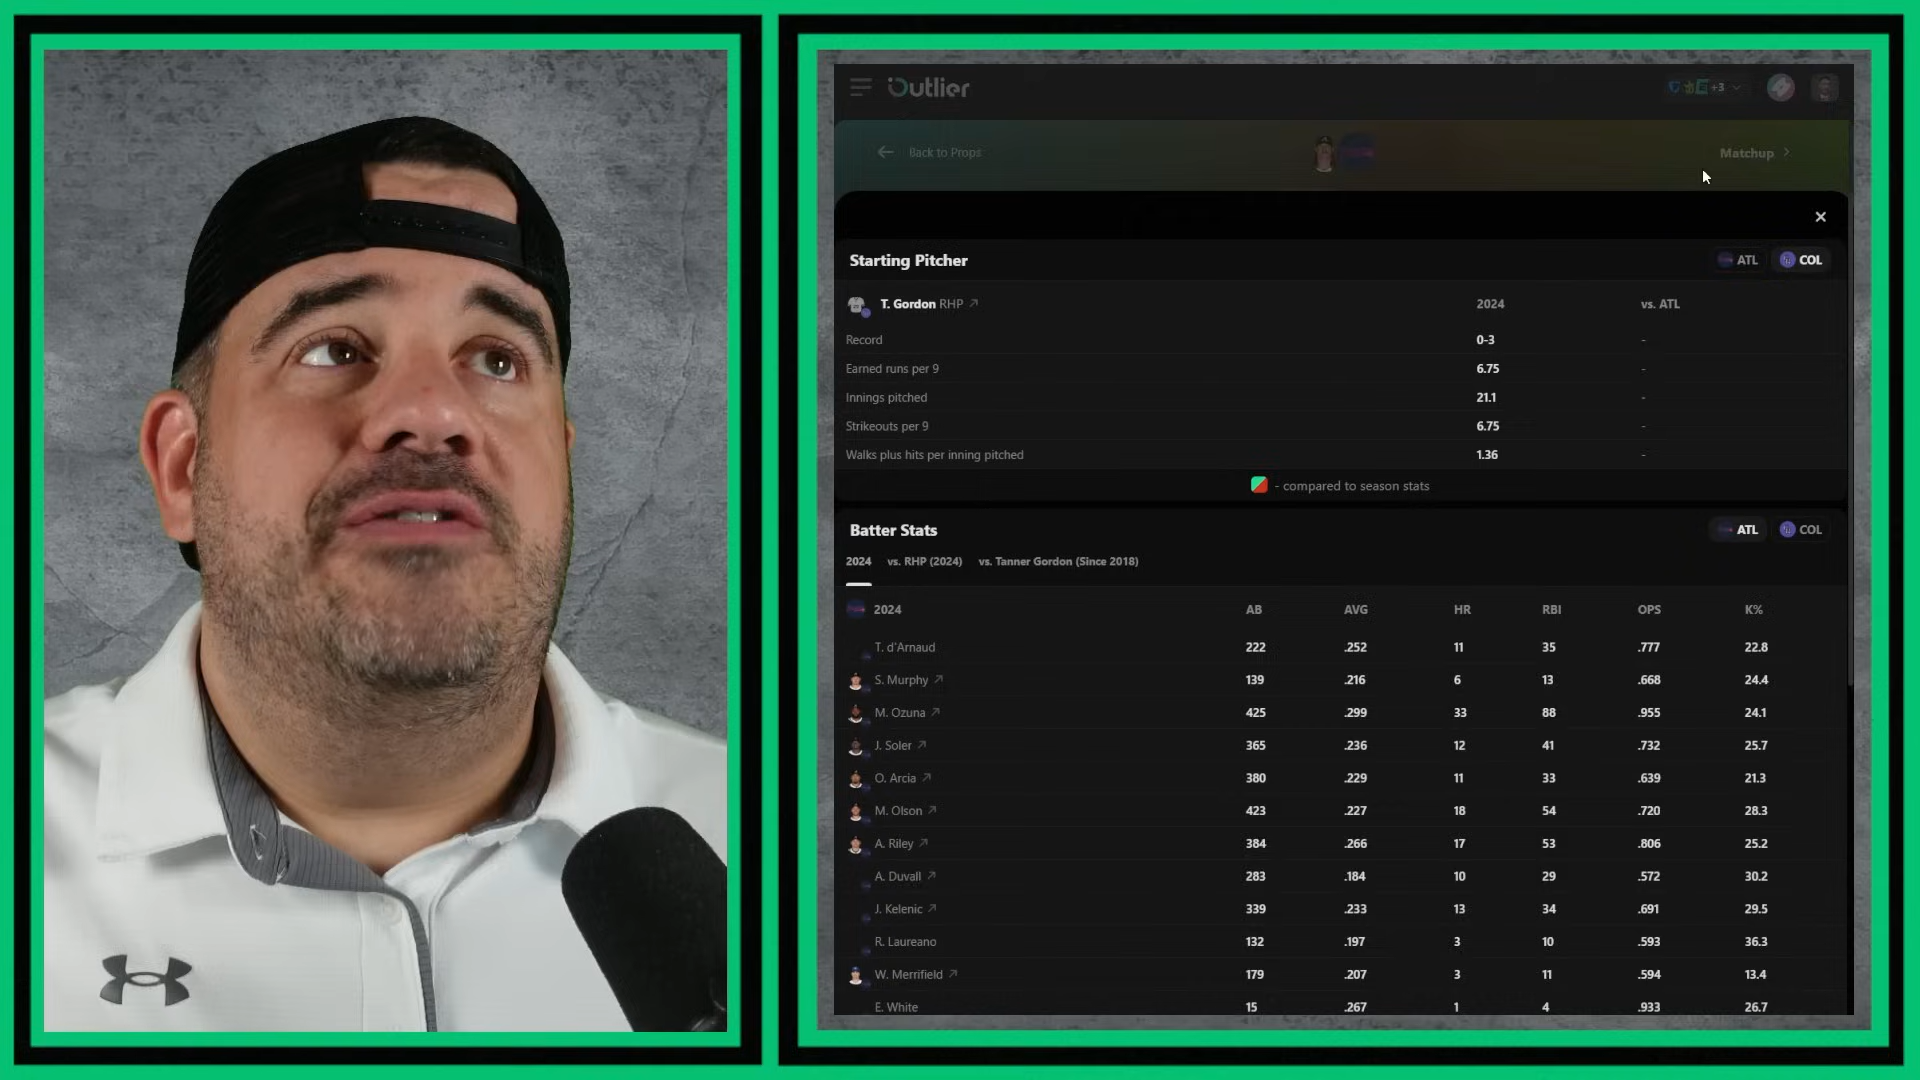 Outlier
+3
Back to Props
Matchup
Starting Pitcher
ATL COL
T. Gordon RHP 2024 vs. ATL
Record 0-3 -
Earned runs per 9 6.75 -
Innings pitched 21.1 -
Strikeouts per 9 6.75 -
Walks plus hits per inning pitched 1.36 -
- compared to season stats
Batter Stats
ATL COL
2024 vs. RHP (2024) vs. Tanner Gordon (Since 2018)
2024 AB AVG HR RBI OPS K%
T. d'Arnaud 222 .252 11 35 .777 22.8
S. Murphy 139 .216 6 13 .668 24.4
M. Ozuna 425 .299 33 88 .955 24.1
J. Soler 365 .236 12 41 .732 25.7
O. Arcia 380 .229 11 33 .639 21.3
M. Olson 423 .227 18 54 .720 28.3
A. Riley 384 .266 17 53 .806 25.2
A. Duvall 283 .184 10 29 .572 30.2
J. Kelenic 339 .233 13 34 .691 29.5
R. Laureano 132 .197 3 10 .593 36.3
W. Merrifield 179 .207 3 11 .594 13.4
E. White 15 .267 1 4 .933 26.7